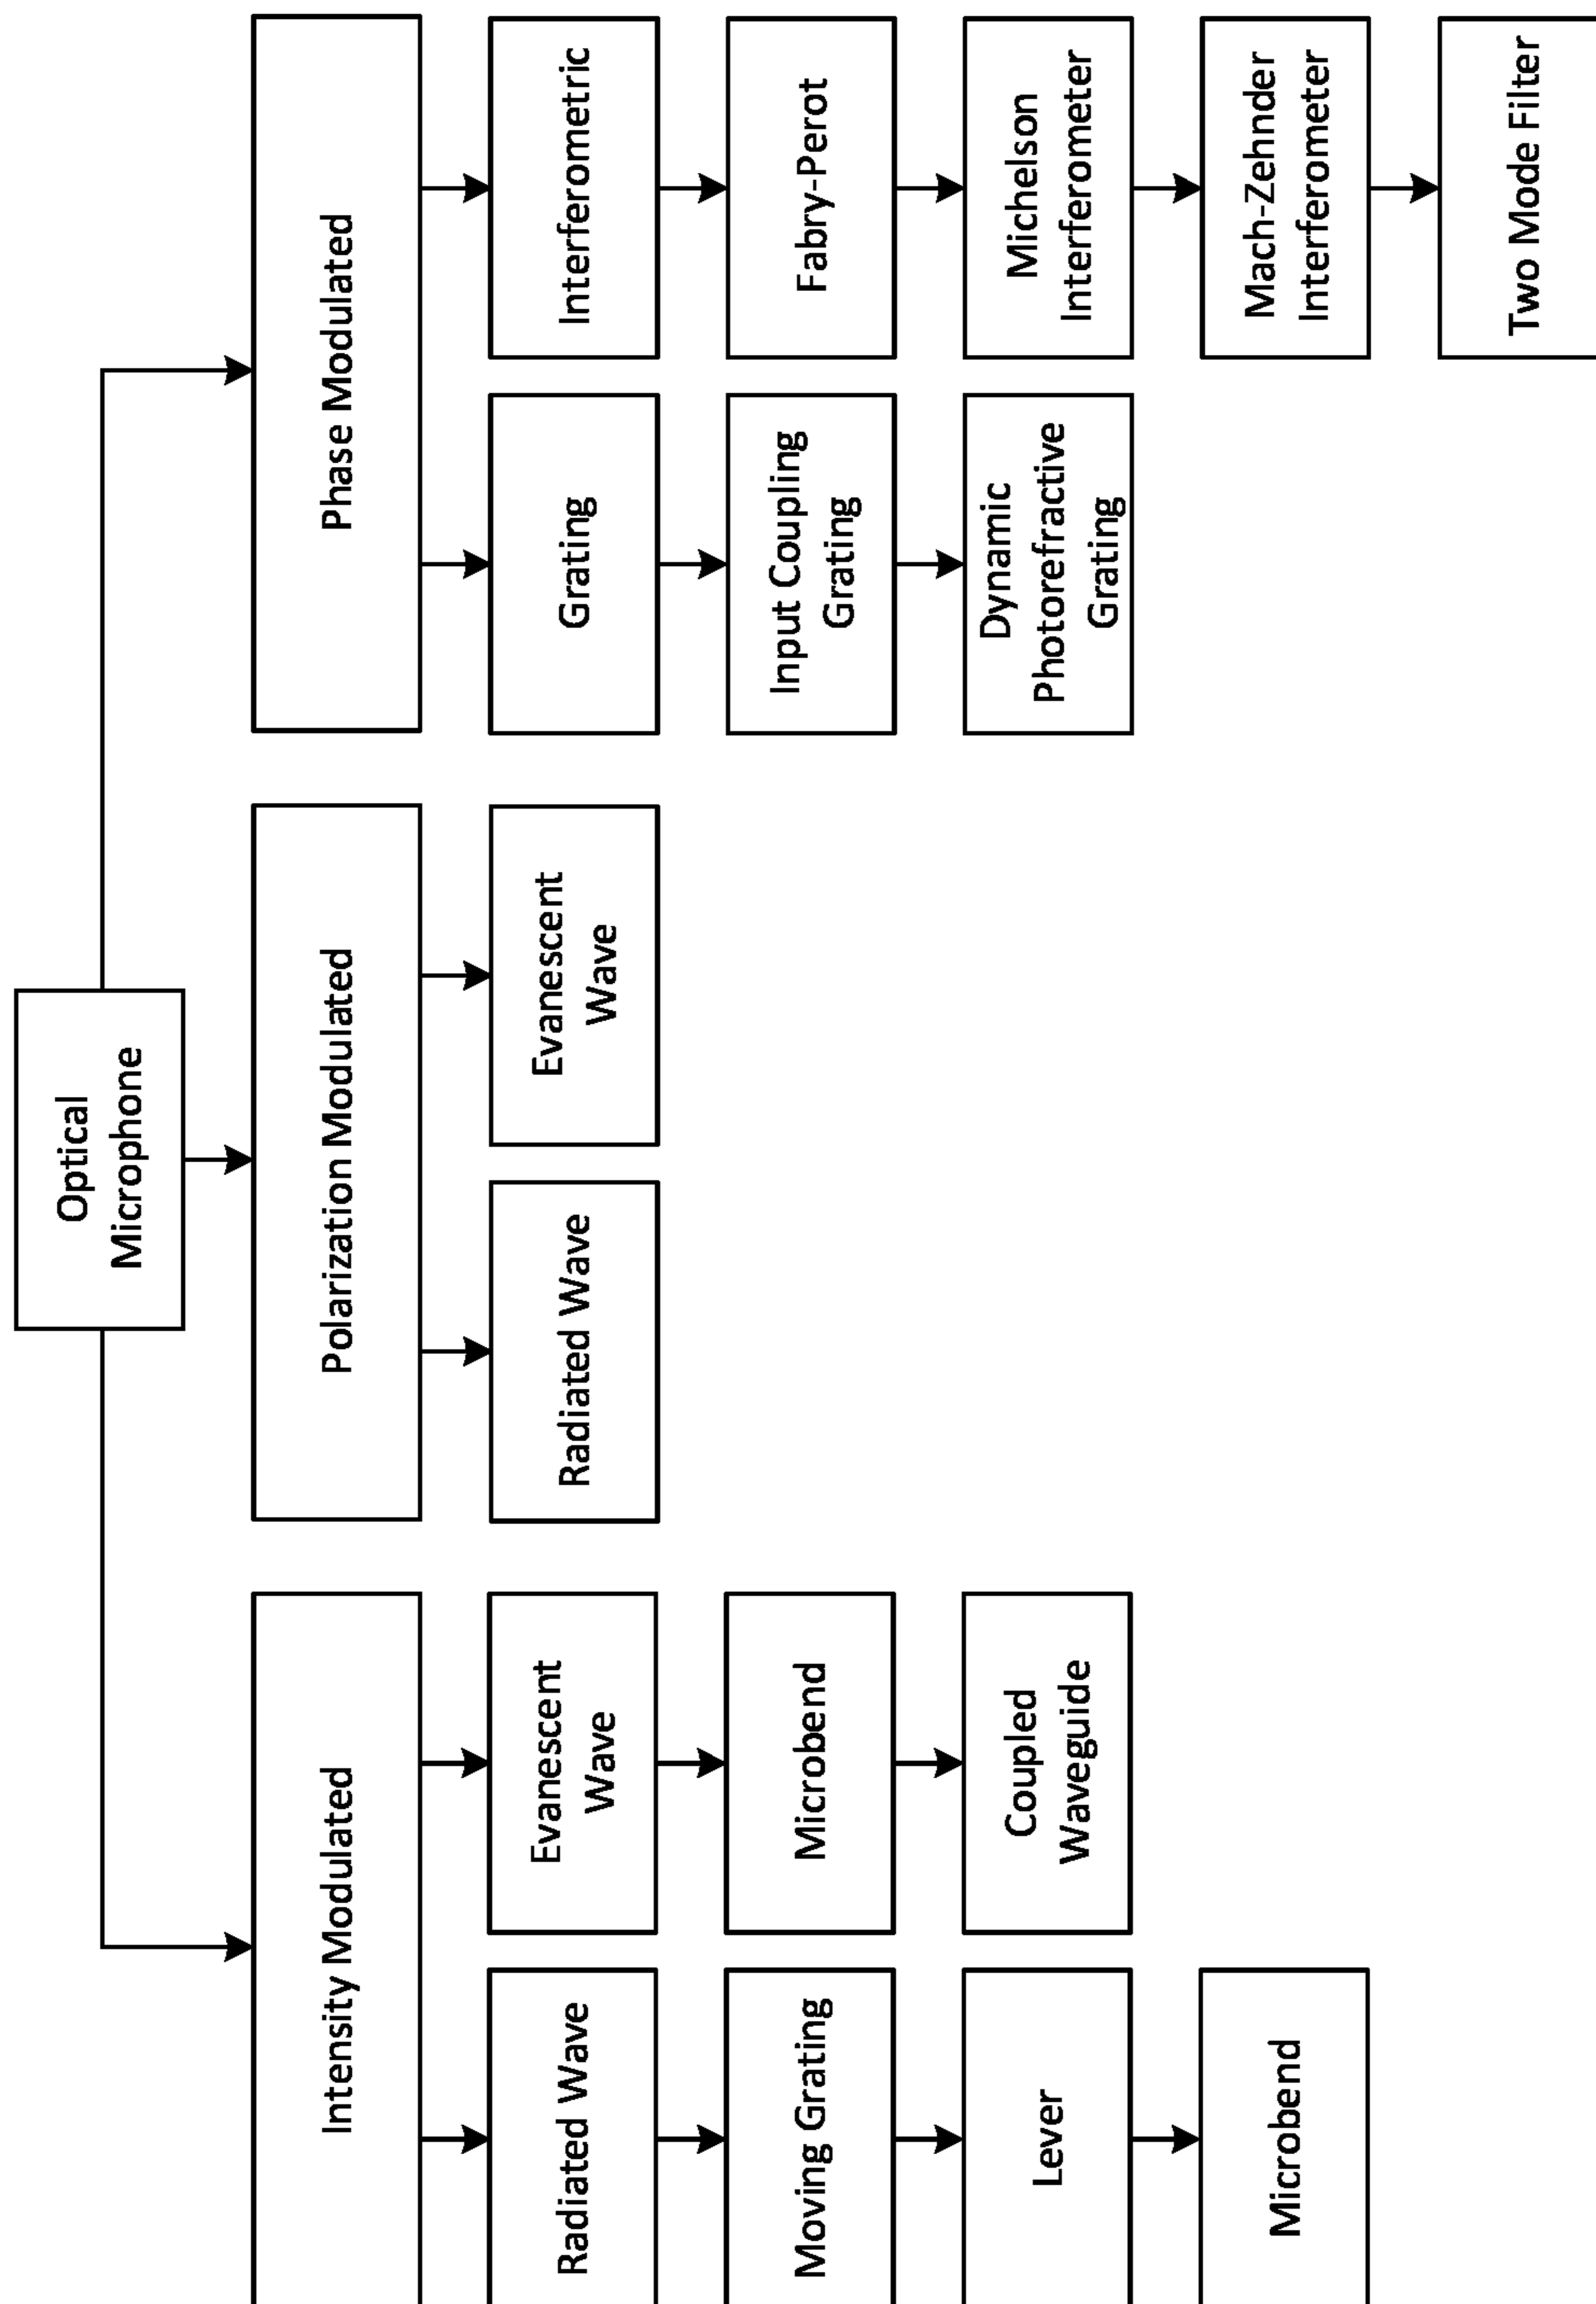 Optical
Microphone
Intensity Modulated
Polarization Modulated
Phase Modulated
Radiated Wave
Evanescent
Wave
Radiated Wave
Evanescent
Wave
Grating
Interferometric
Moving Grating
Microbend
Input Coupling
Grating
Fabry-Perot
Lever
Coupled
Waveguide
Dynamic
Photorefractive
Grating
Michelson
Interferometer
Microbend
Mach-Zehnder
Interferometer
Two Mode Filter